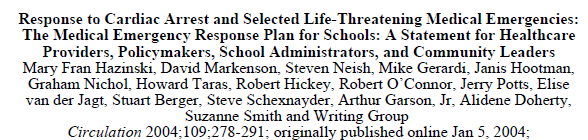 Response to Cardiac Arrest and Selected Life-Threatening Medical Emergencies:
The Medical Emergency Response Plan for Schools: A Statement for Healthcare
Providers, Policymakers, School Administrators, and Community Leaders
Mary Fran Hazinski, David Markenson, Steven Neish, Mike Gerardi, Janis Hootman,
Graham Nichol, Howard Taras, Robert Hickey, Robert O`Connor, Jerry Potts, Elise
van der Jagt, Stuart Berger, Steve Schexnayder, Arthur Garson, Jr, Alidene Doherty,
Suzanne Smith and Writing Group
Circulation 2004;109;278-291; originally published online Jan 5, 2004;